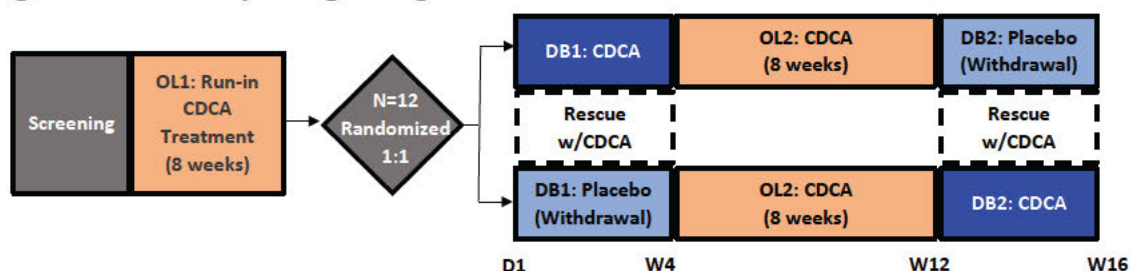 Screening
OL1: Run-in
CDCA
Treatment
(8 weeks)
N=12
Randomized
1:1
DB1: CDCA
OL2: CDCA
(8 weeks)
DB2: Placebo
(Withdrawal)
Rescue
w/CDCA
Rescue
w/CDCA
DB1: Placebo
(Withdrawal)
OL2: CDCA
(8 weeks)
DB2: CDCA
D1
W4
W12
W16